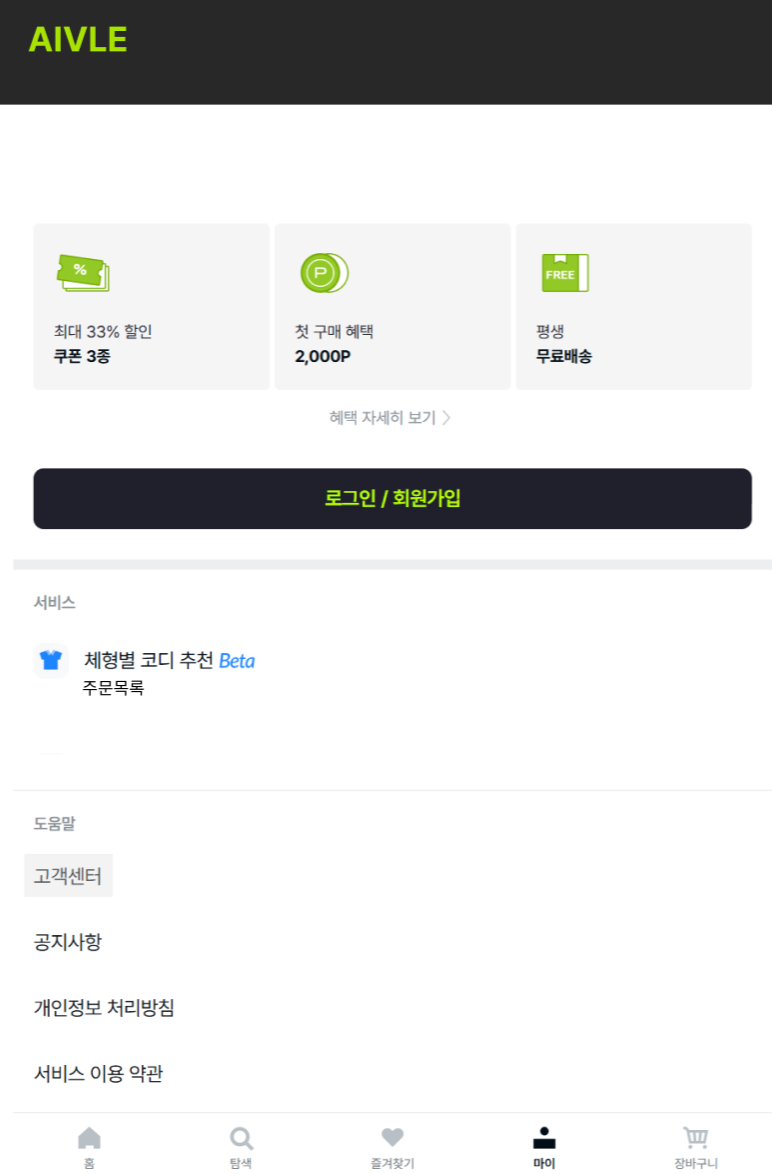 AIVLE
%
P
FREE
최대 33% 할인
쿠폰 3종
첫 구매 혜택
2,000P
평생
무료배송
혜택 자세히 보기
로그인 / 회원가입
서비스
체형별 코디 추천 Beta
주문목록
도움말
고객센터
공지사항
개인정보 처리방침
서비스 이용 약관
홈
탐색
즐겨찾기
마이
장바구니